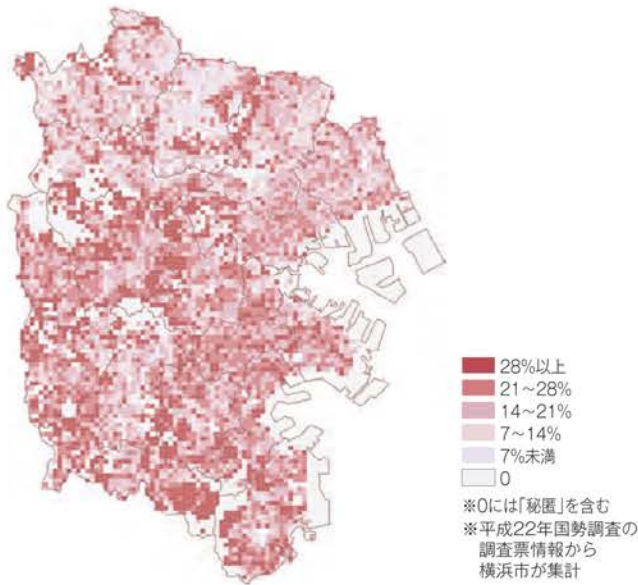 28%以上
21〜28%
14〜21%
7〜14%
7%未満
0
※0には「秘匿」を含む
※平成22年国勢調査の
調査票情報から
横浜市が集計